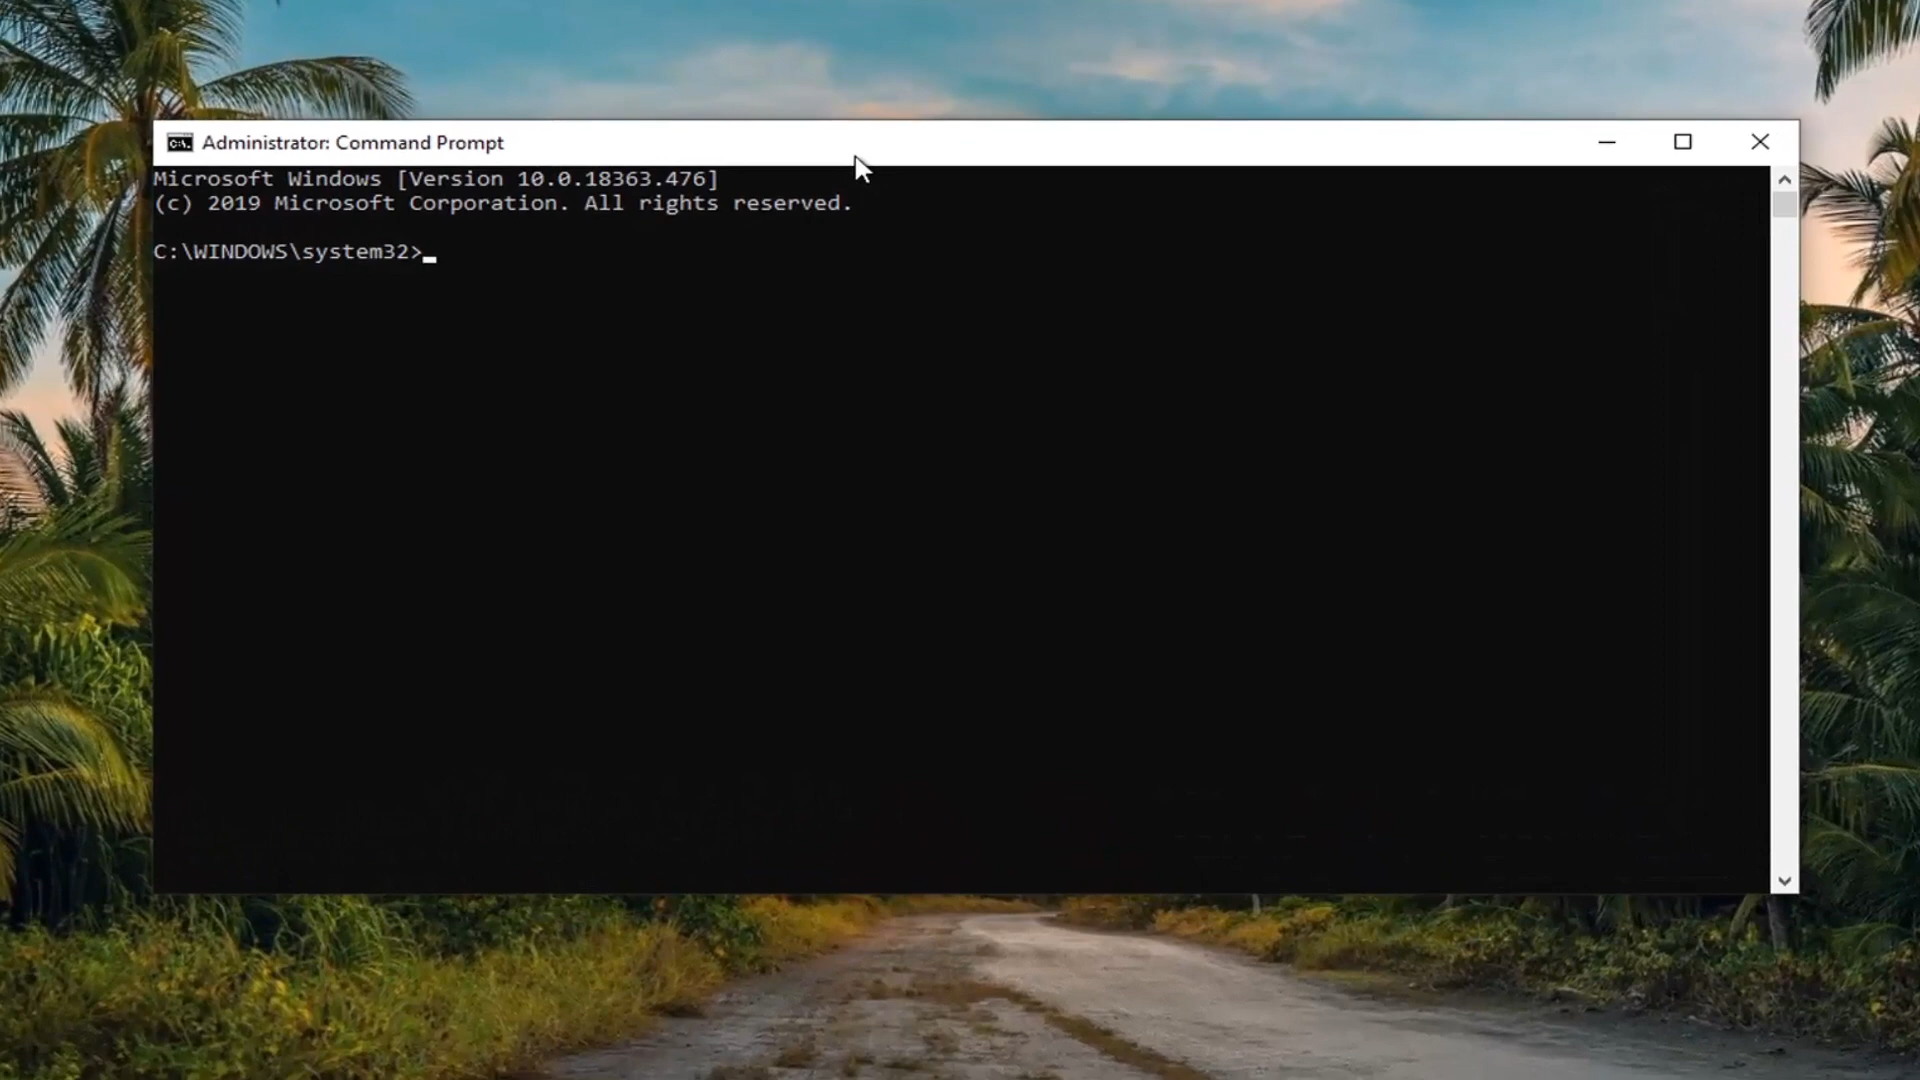 Administrator: Command Prompt
Microsoft Windows [Version 10.0.18363.476]
(c) 2019 Microsoft Corporation. All rights reserved.
C:\WINDOWS\system32>